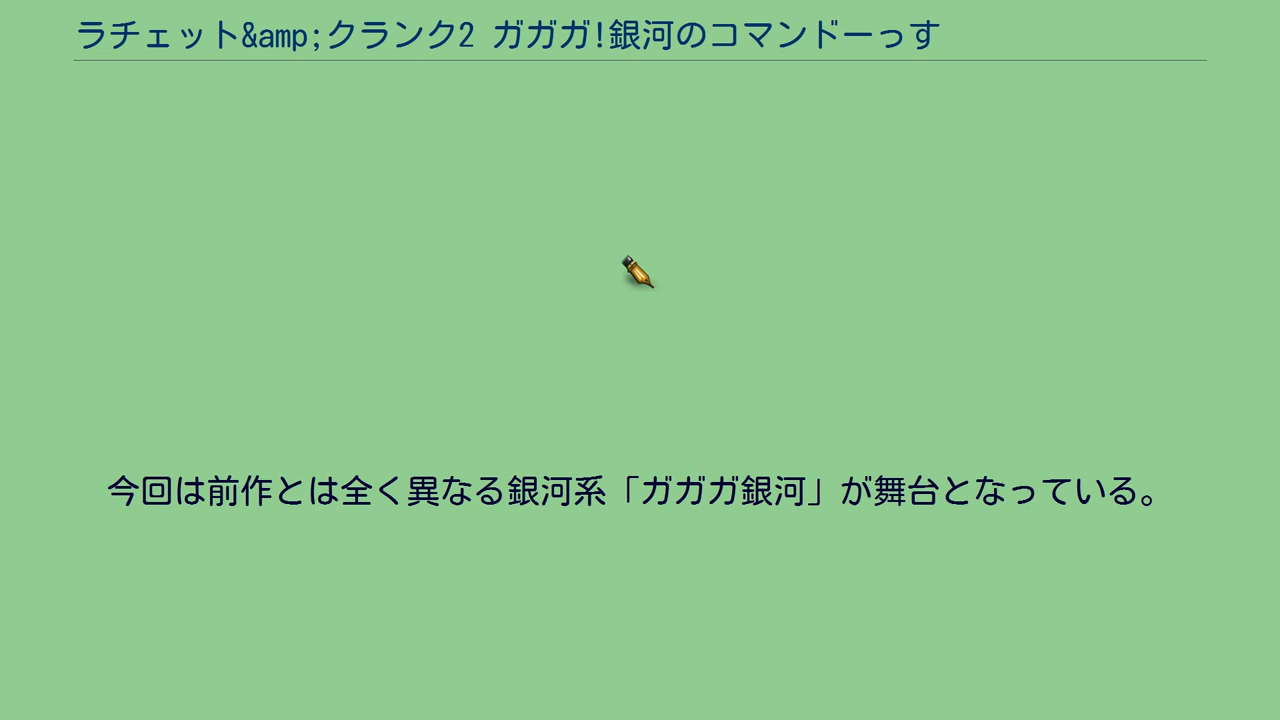 ラチェット&amp;クランク2 ガガガ!銀河のコマンドーっす
今回は前作とは全く異なる銀河系「ガガガ銀河」が舞台となっている。